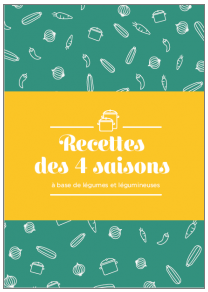 Recettes
des 4 saisons
à base de légumes et légumineuses